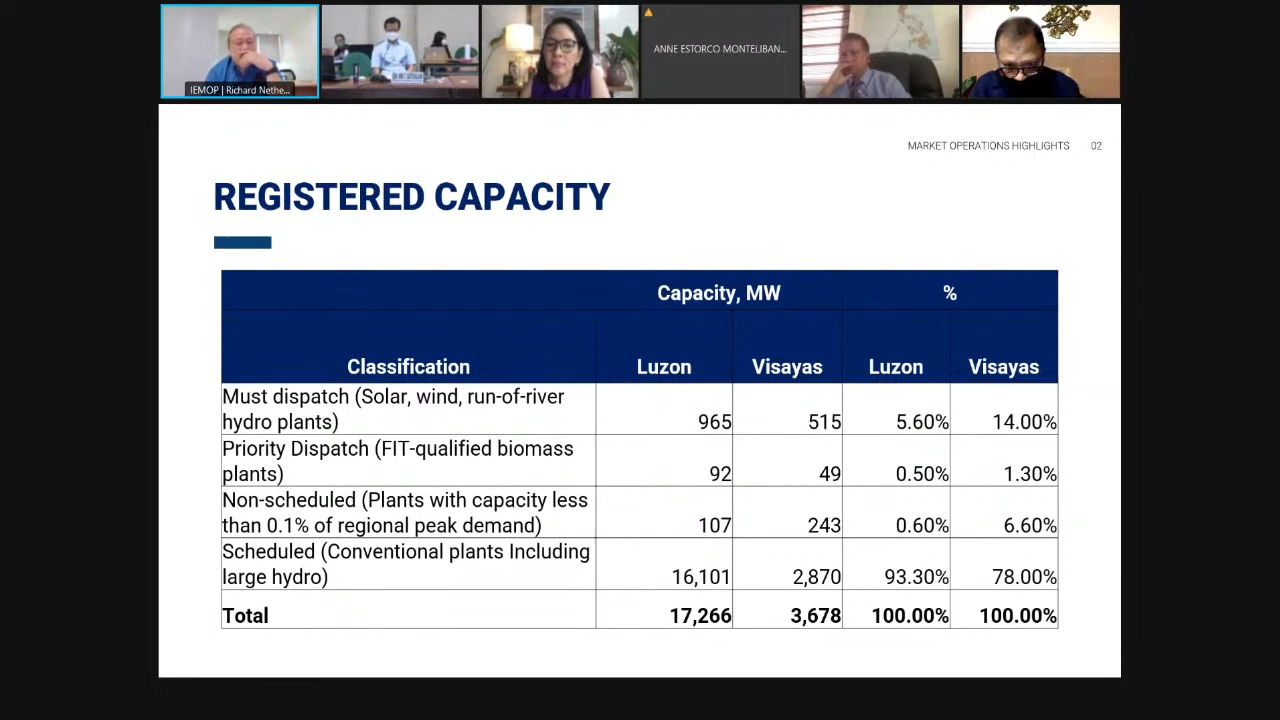 IEMOP | Richard Nethe...
ANNE ESTORCO MONTELIBAN...
MARKET OPERATIONS HIGHLIGHTS 02
REGISTERED CAPACITY
Capacity, MW %
Classification Luzon Visayas Luzon Visayas
Must dispatch (Solar, wind, run-of-river
hydro plants) 965 515 5.60% 14.00%
Priority Dispatch (FIT-qualified biomass
plants) 92 49 0.50% 1.30%
Non-scheduled (Plants with capacity less
than 0.1% of regional peak demand) 107 243 0.60% 6.60%
Scheduled (Conventional plants Including
large hydro) 16,101 2,870 93.30% 78.00%
Total 17,266 3,678 100.00% 100.00%